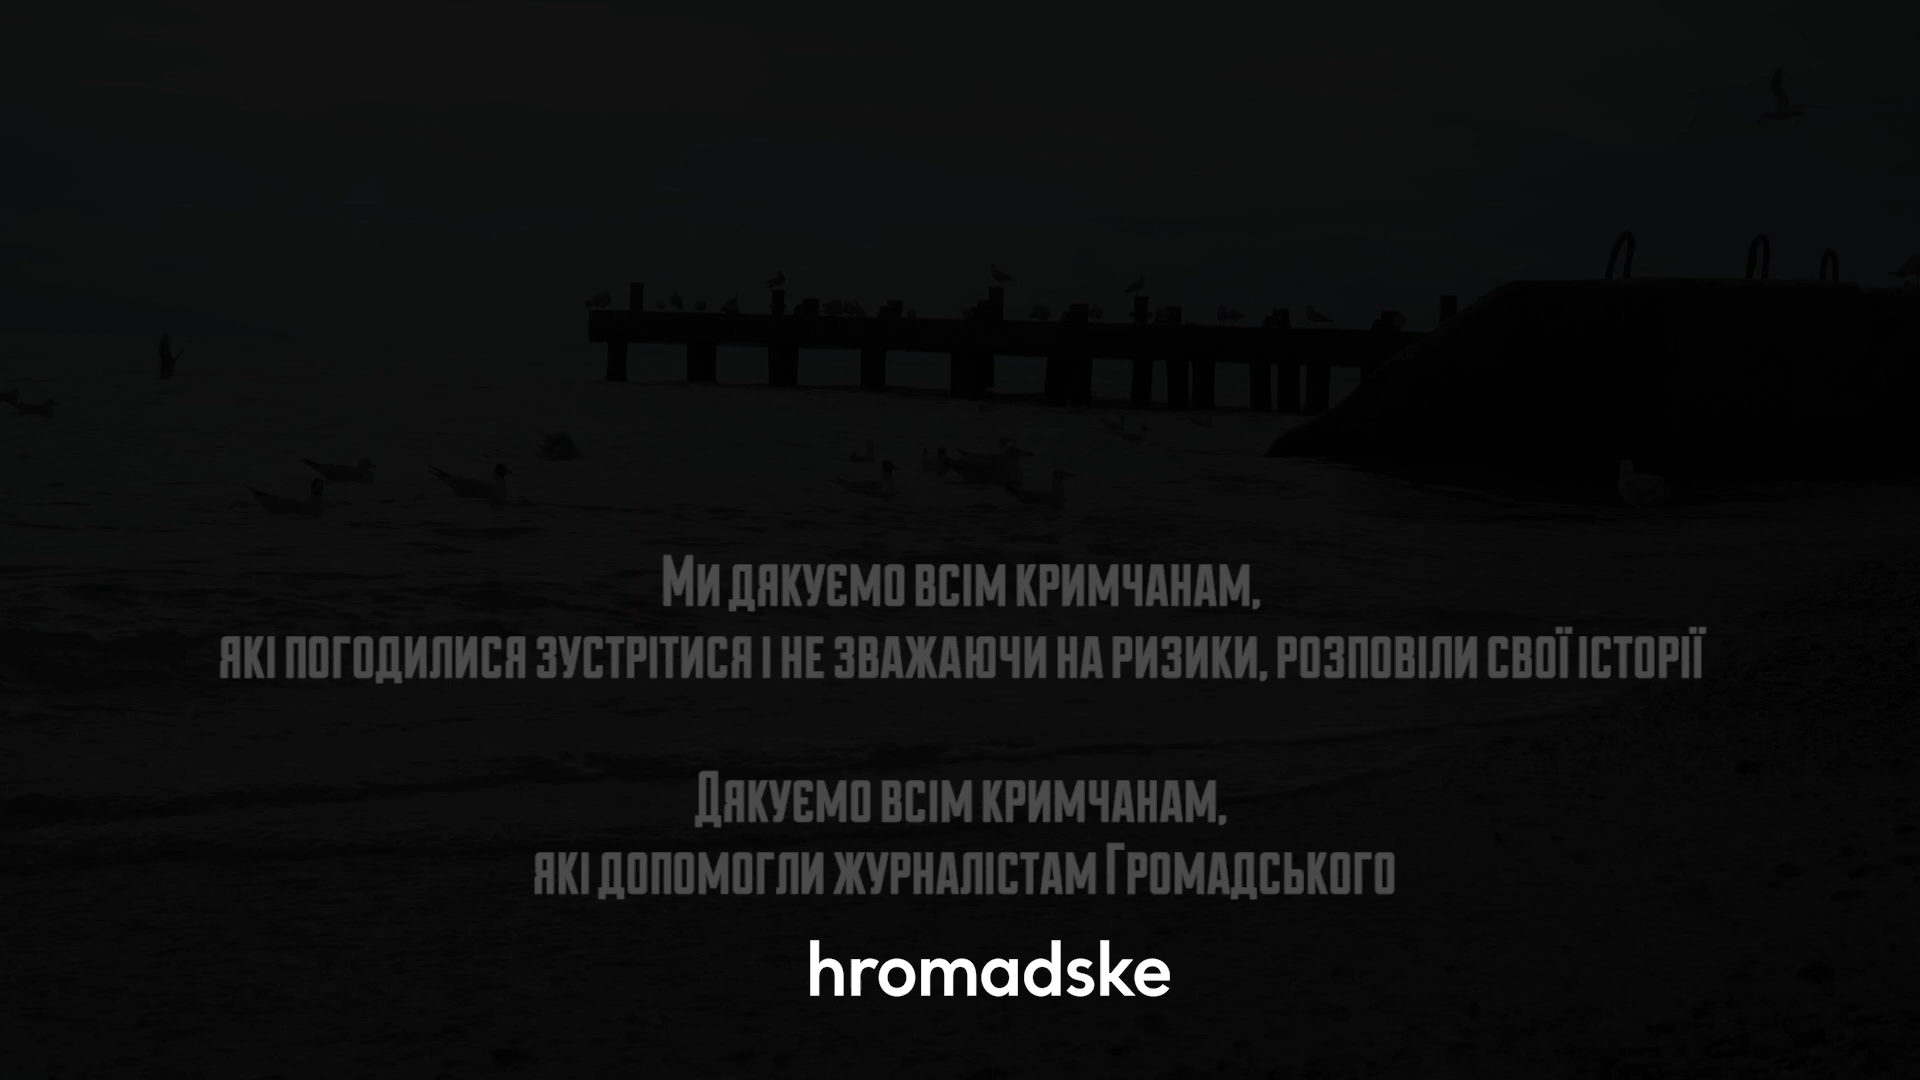 Ми дякуємо всім кримчанам,
які погодилися зустрітися і не зважаючи на ризики, розповіли свої історії
Дякуємо всім кримчанам,
які допомогли журналістам Громадського
hromadske